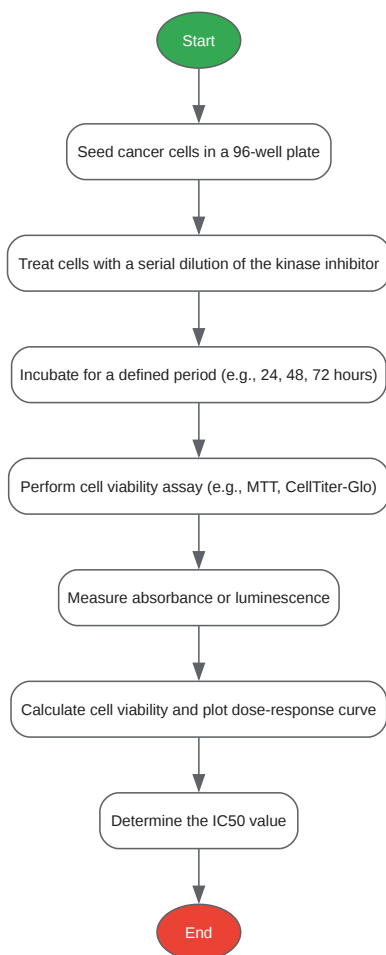 Start
Seed cancer cells in a 96-well plate
Treat cells with a serial dilution of the kinase inhibitor
Incubate for a defined period (e.g., 24, 48, 72 hours)
Perform cell viability assay (e.g., MTT, CellTiter-Glo)
Measure absorbance or luminescence
Calculate cell viability and plot dose-response curve
Determine the IC50 value
End